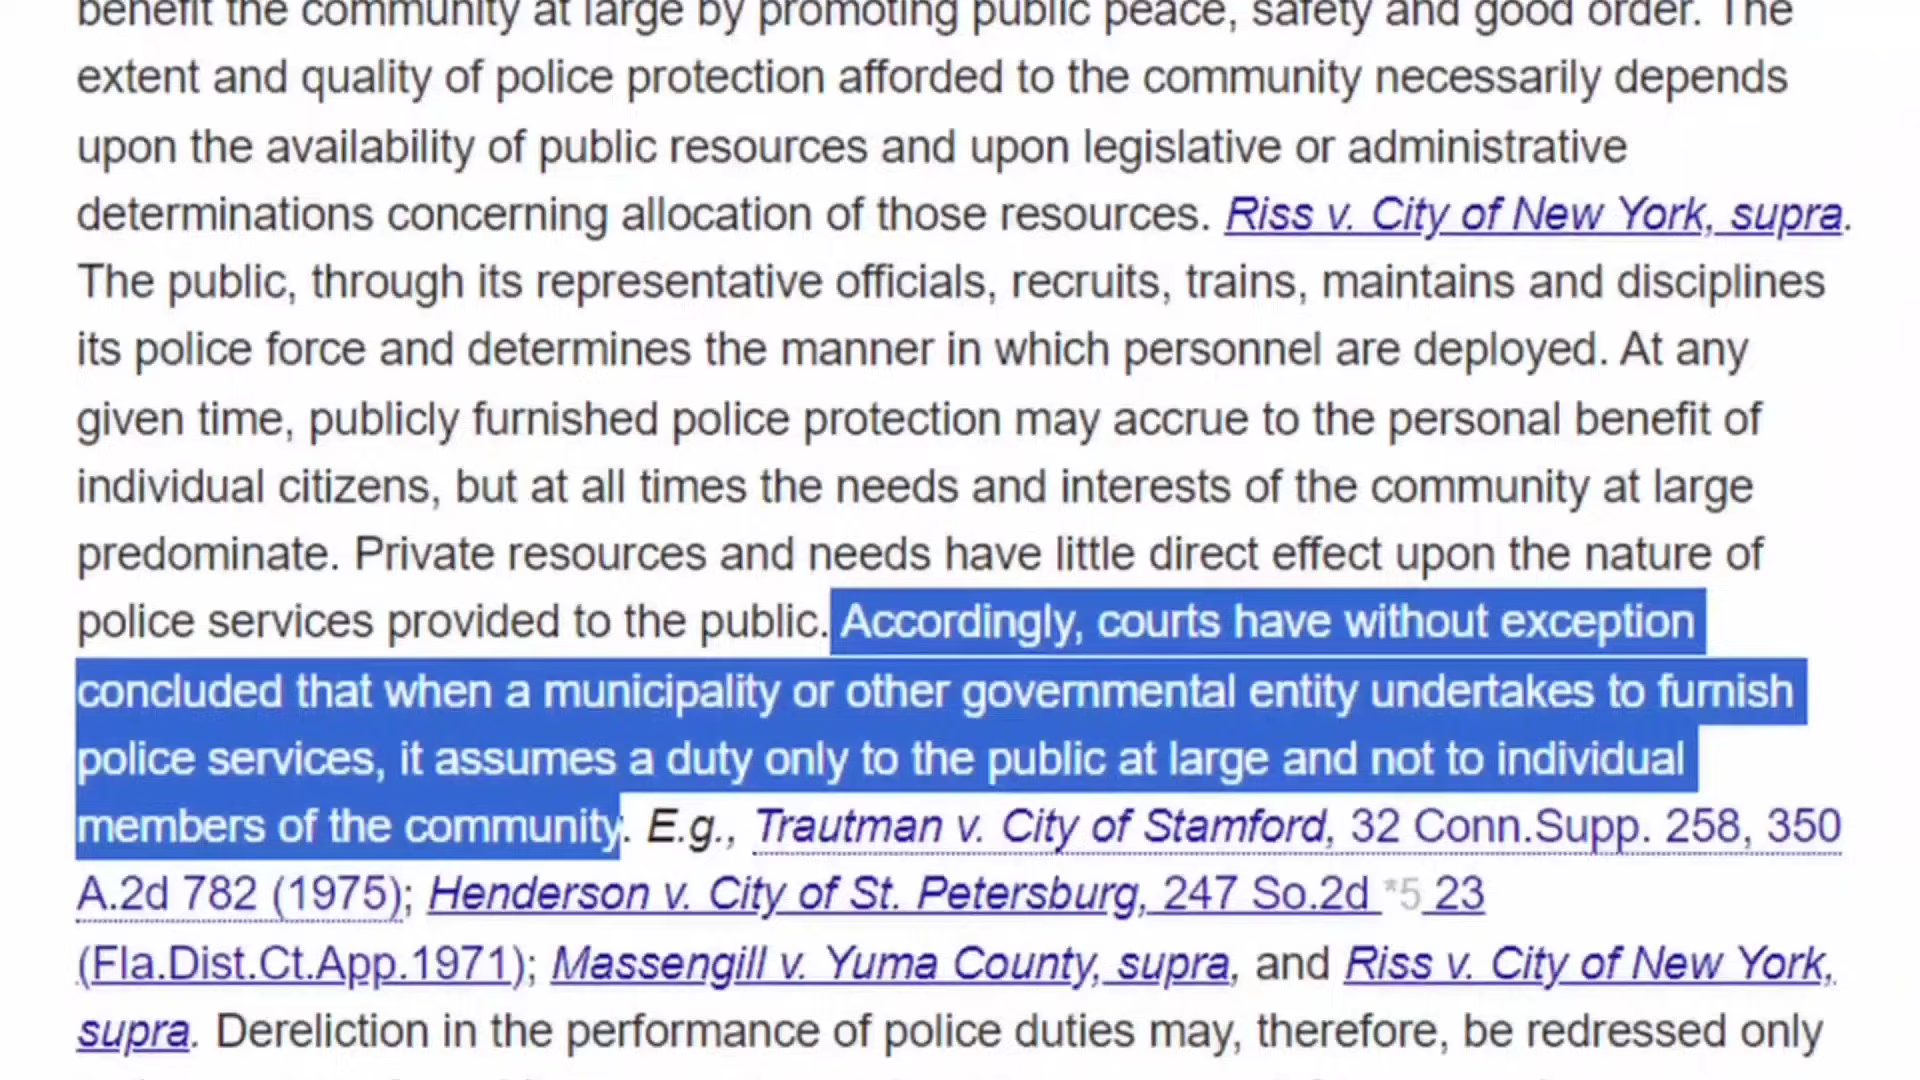 benefit the community at large by promoting public peace, safety and good order. The
extent and quality of police protection afforded to the community necessarily depends
upon the availability of public resources and upon legislative or administrative
determinations concerning allocation of those resources. Riss v. City of New York, supra.
The public, through its representative officials, recruits, trains, maintains and disciplines
its police force and determines the manner in which personnel are deployed. At any
given time, publicly furnished police protection may accrue to the personal benefit of
individual citizens, but at all times the needs and interests of the community at large
predominate. Private resources and needs have little direct effect upon the nature of
police services provided to the public. Accordingly, courts have without exception
concluded that when a municipality or other governmental entity undertakes to furnish
police services, it assumes a duty only to the public at large and not to individual
members of the community. E.g., Trautman v. City of Stamford, 32 Conn.Supp. 258, 350
A.2d 782 (1975); Henderson v. City of St. Petersburg, 247 So.2d *5 23
(Fla.Dist.Ct.App.1971); Massengill v. Yuma County, supra, and Riss v. City of New York,
supra. Dereliction in the performance of police duties may, therefore, be redressed only